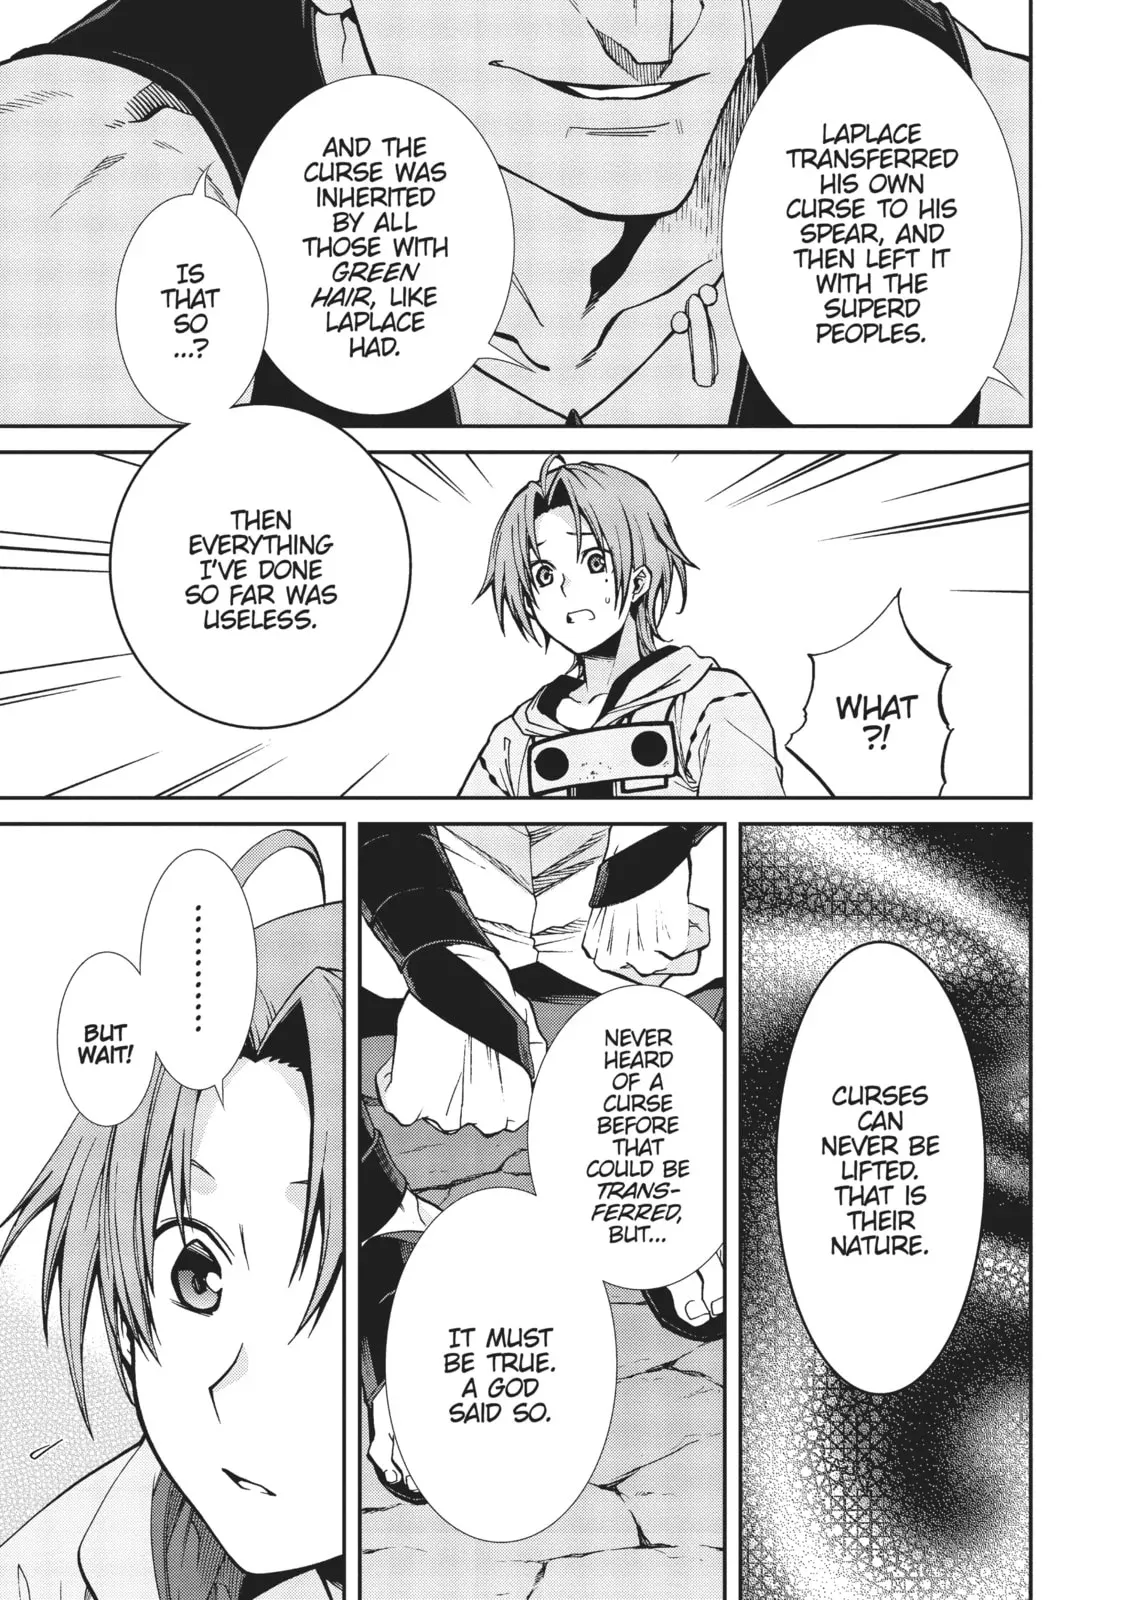 LAPLACE
TRANSFERRED
HIS OWN
CURSE TO HIS
SPEAR, AND
THEN LEFT IT
WITH THE
SUPERD
PEOPLES.
AND THE
CURSE WAS
INHERITED
BY ALL
THOSE WITH
GREEN
HAIR, LIKE
LAPLACE
HAD.
IS
THAT
SO
...?
WHAT
?!
THEN
EVERYTHING
I'VE DONE
SO FAR WAS
USELESS.
CURSES
CAN
NEVER BE
LIFTED.
THAT IS
THEIR
NATURE.
NEVER
HEARD
OF A
CURSE
BEFORE
THAT
COULD BE
TRANS-
FERRED,
BUT...
IT MUST
BE TRUE.
A GOD
SAID SO.
..........
BUT
WAIT!